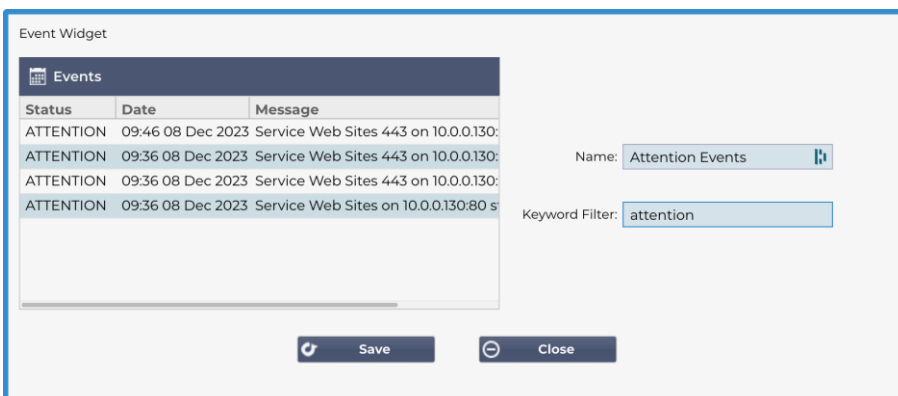 Event Widget
Events
Status Date Message
ATTENTION 09:46 08 Dec 2023 Service Web Sites 443 on 10.0.0.130:
ATTENTION 09:36 08 Dec 2023 Service Web Sites 443 on 10.0.0.130:
ATTENTION 09:36 08 Dec 2023 Service Web Sites 443 on 10.0.0.130:
ATTENTION 09:36 08 Dec 2023 Service Web Sites on 10.0.0.130:80
Name: Attention Events
Keyword Filter: attention
Save Close